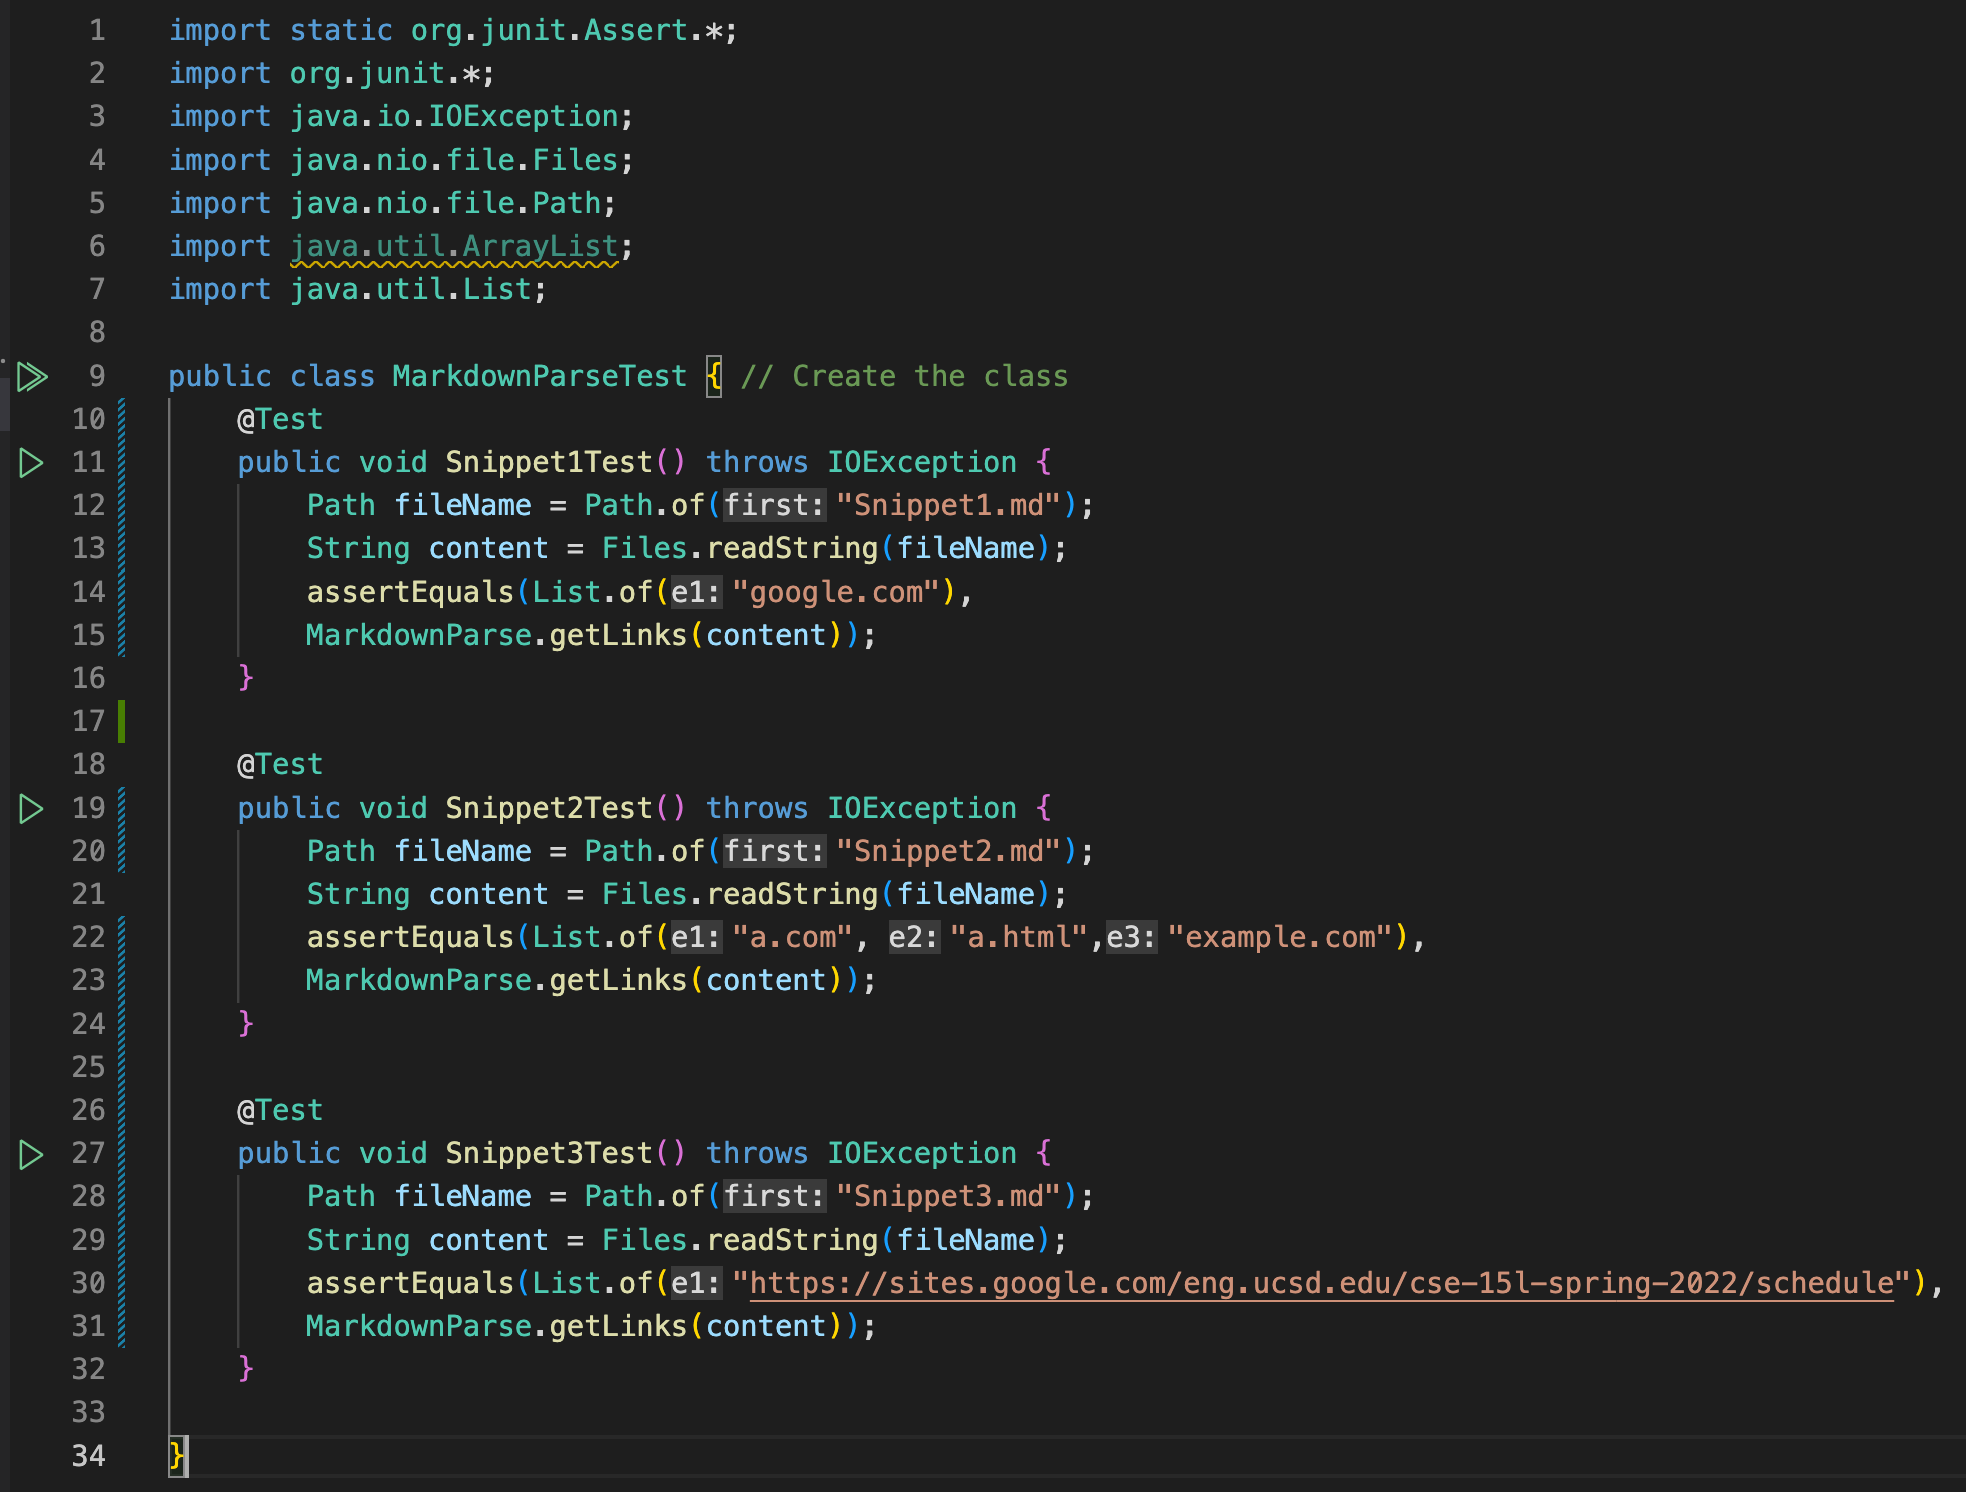 1 import static org.junit.Assert.*;
2 import org.junit.*;
3 import java.io.IOException;
4 import java.nio.file.Files;
5 import java.nio.file.Path;
6 import java.util.ArrayList;
7 import java.util.List;
8
9 public class MarkdownParseTest { // Create the class
10 @Test
11 public void Snippet1Test() throws IOException {
12 Path fileName = Path.of(first: "Snippet1.md");
13 String content = Files.readString(fileName);
14 assertEquals(List.of(e1: "google.com"),
15 MarkdownParse.getLinks(content));
16 }
17
18 @Test
19 public void Snippet2Test() throws IOException {
20 Path fileName = Path.of(first: "Snippet2.md");
21 String content = Files.readString(fileName);
22 assertEquals(List.of(e1: "a.com", e2: "a.html",e3: "example.com"),
23 MarkdownParse.getLinks(content));
24 }
25
26 @Test
27 public void Snippet3Test() throws IOException {
28 Path fileName = Path.of(first: "Snippet3.md");
29 String content = Files.readString(fileName);
30 assertEquals(List.of(e1: "https://sites.google.com/eng.ucsd.edu/cse-15l-spring-2022/schedule"),
31 MarkdownParse.getLinks(content));
32 }
33
34 }